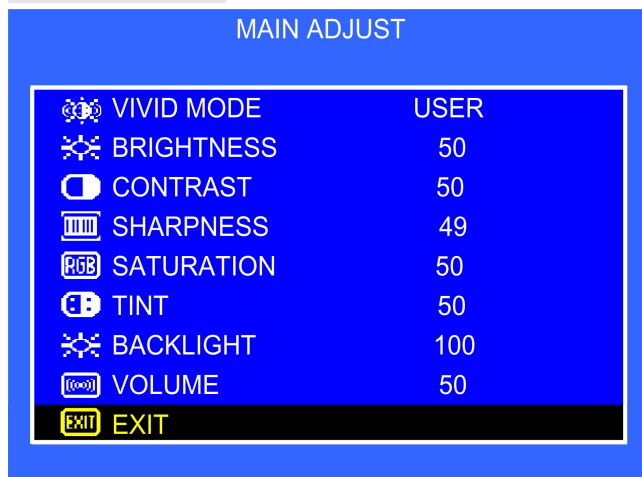 MAIN ADJUST
VIVID MODE USER
BRIGHTNESS 50
CONTRAST 50
SHARPNESS 49
RGB SATURATION 50
TINT 50
BACKLIGHT 100
VOLUME 50
EXIT EXIT